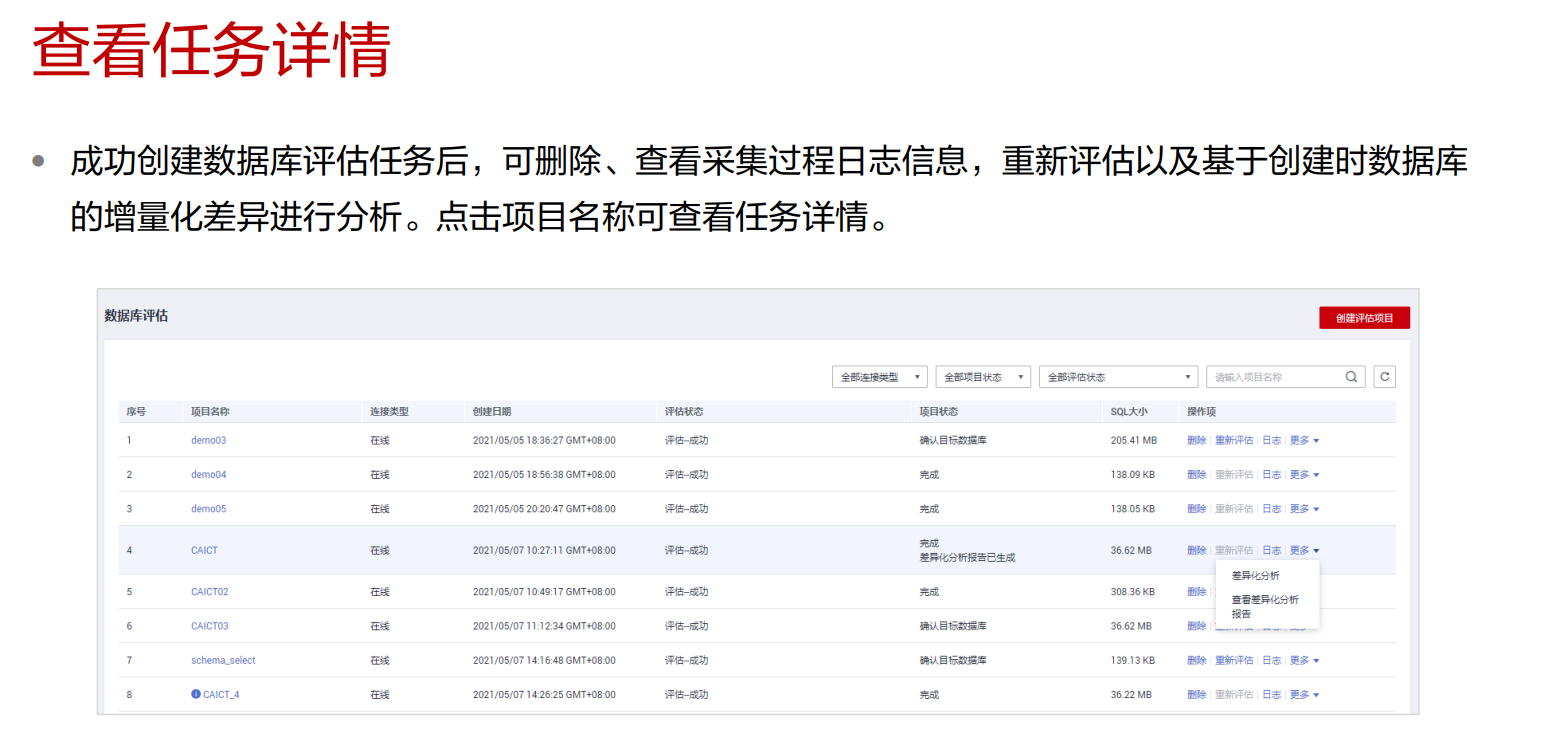 查看任务详情
成功创建数据库评估任务后，可删除、查看采集过程日志信息，重新评估以及基于创建时数据库
的增量化差异进行分析。点击项目名称可查看任务详情。
数据库评估
创建评估项目
全部连接类型 全部项目状态 全部评估状态 请输入项目名称
序号 项目名称 连接类型 创建日期 评估状态 项目状态 SQL大小 操作项
1 demo03 在线 2021/05/05 18:36:27 GMT+08:00 评估--成功 确认目标数据库 205.41 MB 删除 重新评估 日志 更多
2 demo04 在线 2021/05/05 18:56:38 GMT+08:00 评估--成功 完成 138.09 KB 删除 重新评估 日志 更多
3 demo05 在线 2021/05/05 20:20:47 GMT+08:00 评估--成功 完成 138.05 KB 删除 重新评估 日志 更多
4 CAICT 在线 2021/05/07 10:27:11 GMT+08:00 评估--成功 完成 36.62 MB 删除 重新评估 日志 更多
差异化分析报告已生成
差异化分析
查看差异化分析
报告
5 CAICT02 在线 2021/05/07 10:49:17 GMT+08:00 评估--成功 完成 308.36 KB 删除
6 CAICT03 在线 2021/05/07 11:12:34 GMT+08:00 评估--成功 确认目标数据库 36.62 MB 删除
7 schema_select 在线 2021/05/07 14:16:48 GMT+08:00 评估--成功 确认目标数据库 139.13 KB 删除 重新评估 日志 更多
8 CAICT_4 在线 2021/05/07 14:26:25 GMT+08:00 评估--成功 完成 36.22 MB 删除 重新评估 日志 更多